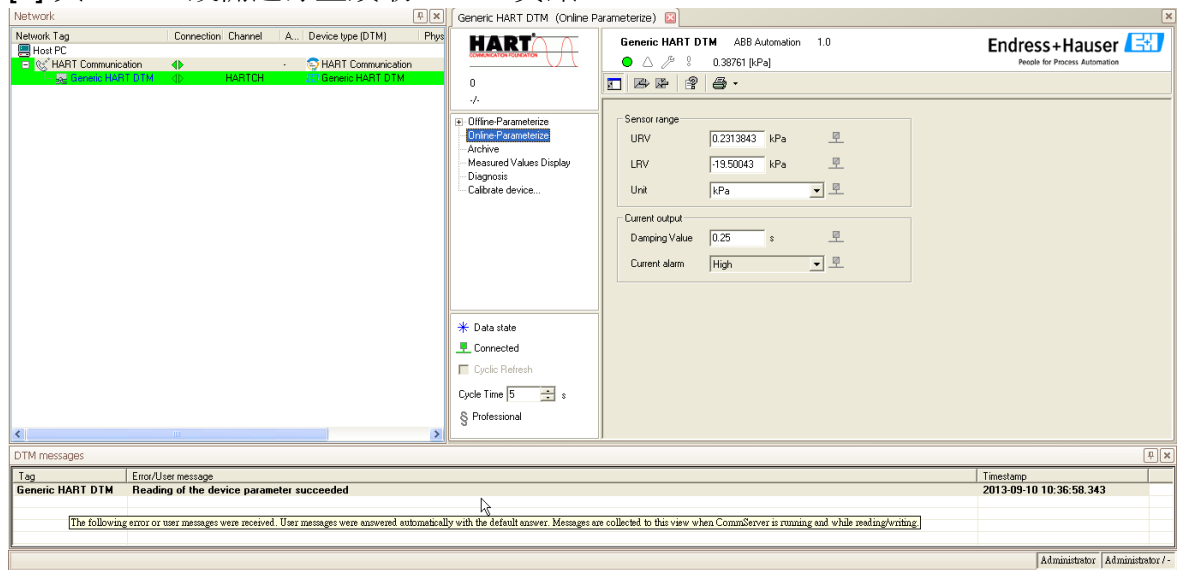 Network
Network Tag Connection Channel A... Device type (DTM) Phys
Host PC
HART Communication - HART Communication
Generic HART DTM HARTCH Generic HART DTM
Generic HART DTM (Online Parameterize)
HART
COMMUNICATION FOUNDATION
0
-/-
Offline-Parameterize
Online-Parameterize
Archive
Measured Values Display
Diagnosis
Calibrate device...
Data state
Connected
Cyclic Refresh
Cycle Time 5 s
§ Professional
Generic HART DTM ABB Automation 1.0
0.38761 [kPa]
Endress+Hauser EH
People for Process Automation
Sensor range
URV 0.2313843 kPa
LRV -19.50043 kPa
Unit kPa
Current output
Damping Value 0.25 s
Current alarm High
DTM messages
Tag Error/User message Timestamp
Generic HART DTM Reading of the device parameter succeeded 2013-09-10 10:36:58.343
The following error or user messages were received. User messages were answered automatically with the default answer. Messages are collected to this view when CommServer is running and while reading/writing.
Administrator Administrator / -